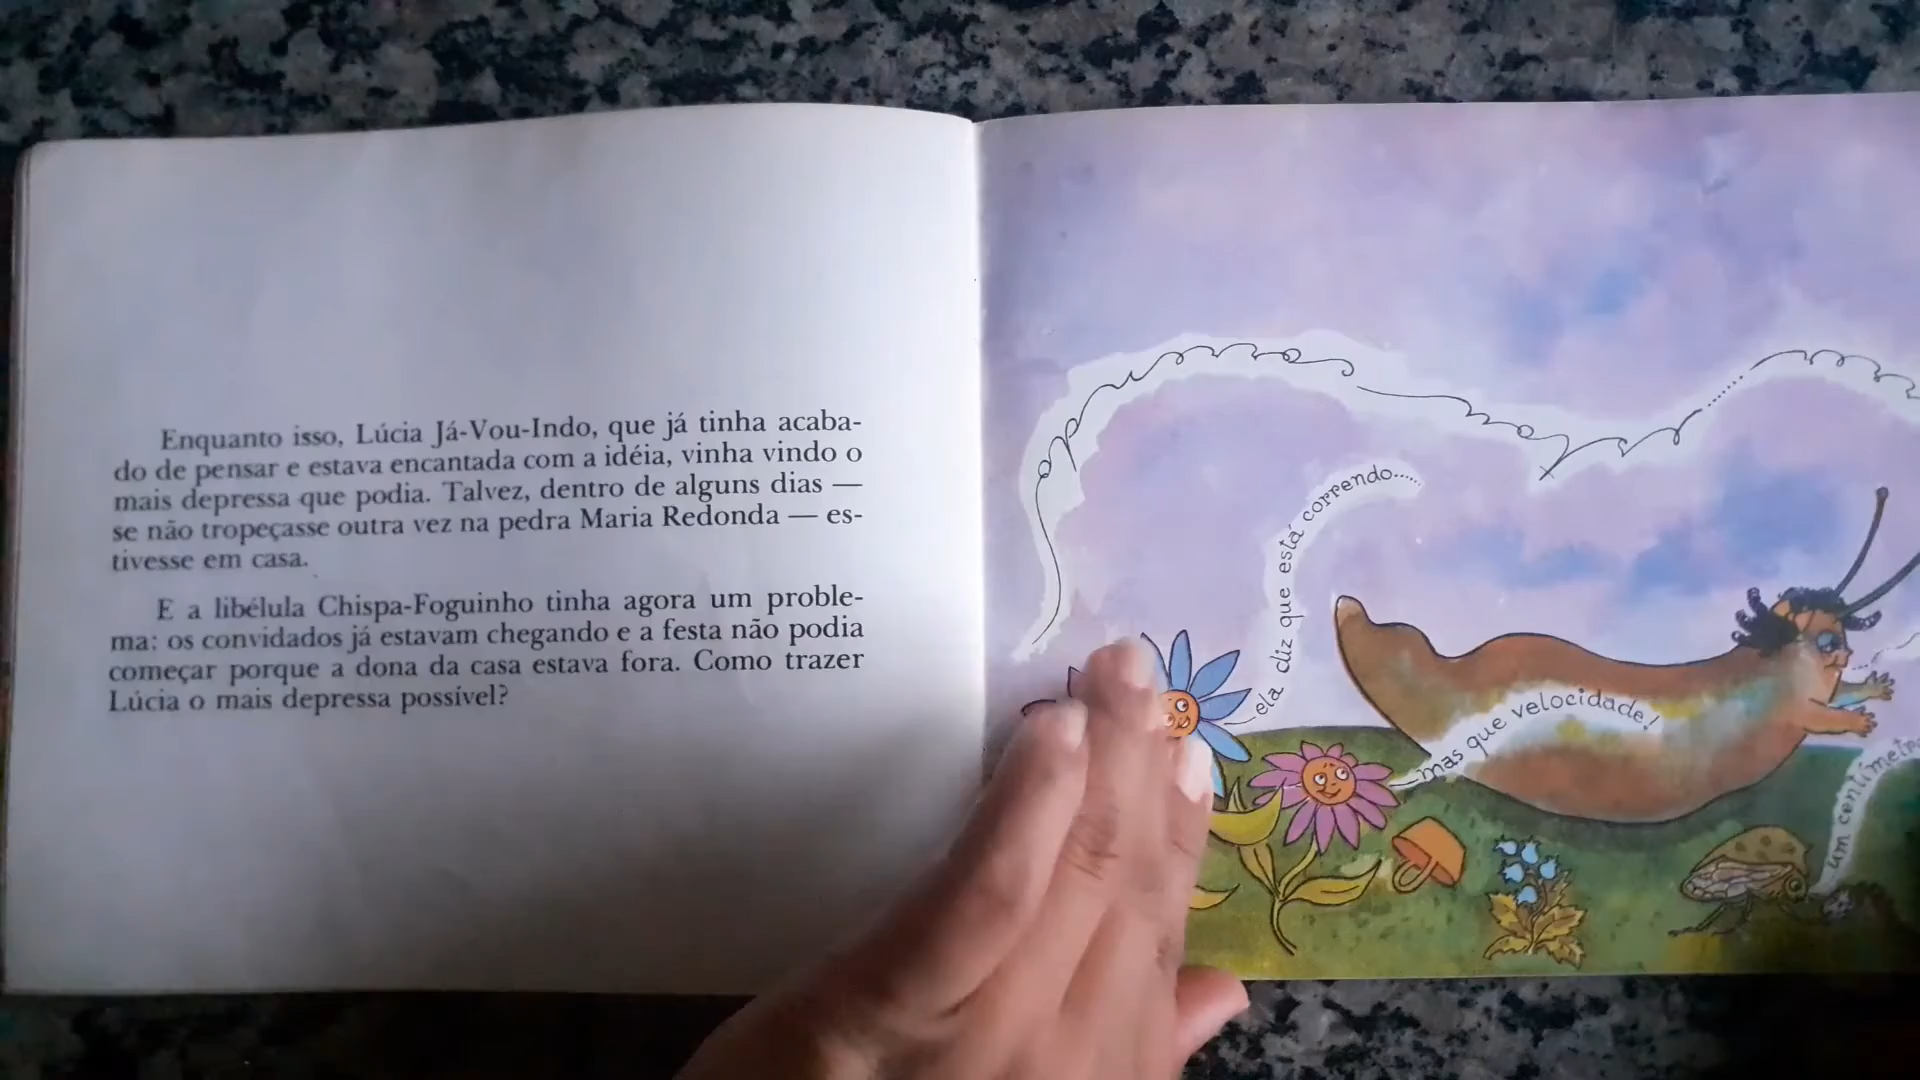 Enquanto isso, Lúcia Já-Vou-Indo, que já tinha acaba-
do de pensar e estava encantada com a idéia, vinha vindo o
mais depressa que podia. Talvez, dentro de alguns dias —
se não tropeçasse outra vez na pedra Maria Redonda — es-
tivesse em casa.
E a libélula Chispa-Foguinho tinha agora um proble-
ma: os convidados já estavam chegando e a festa não podia
começar porque a dona da casa estava fora. Como trazer
Lúcia o mais depressa possível?
ela diz que está correndo.....
mas que velocidade!
um